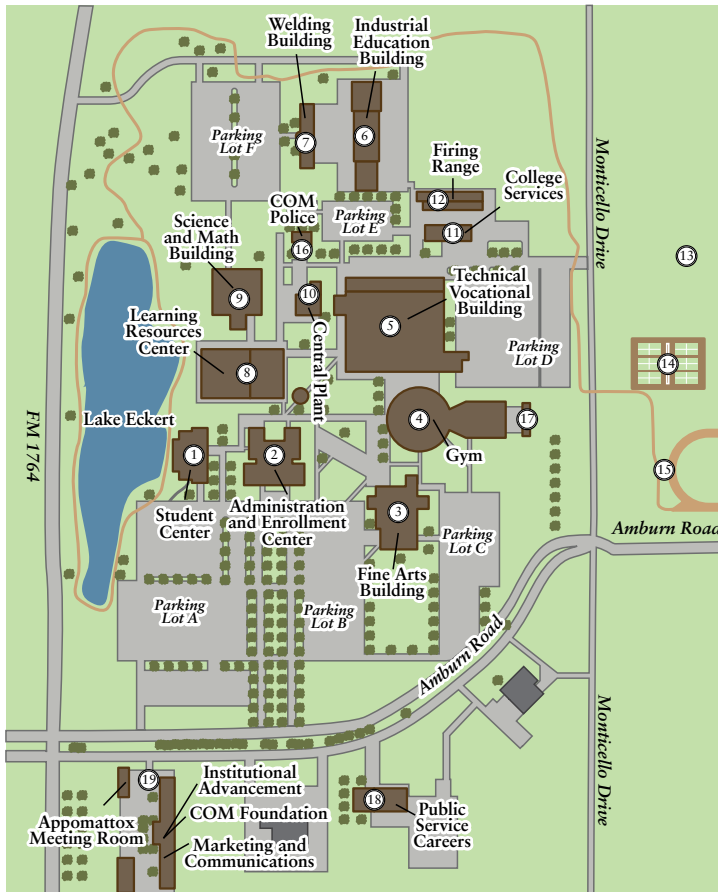 Welding
Building
Industrial
Education
Building
Parking
Lot F
7
6
Firing
Range
College
Services
12
11
COM
Police
16
Parking
Lot E
Monticello Drive
13
Science
and Math
Building
9
10
Central Plant
Technical
Vocational
Building
5
Parking
Lot D
14
Learning
Resources
Center
8
Lake Eckert
FM 1764
4
Gym
17
1
Student
Center
2
Administration
and Enrollment
Center
3
Fine Arts
Building
Parking
Lot C
15
Amburn Road
Parking
Lot A
Parking
Lot B
Amburn Road
Monticello Drive
19
Institutional
Advancement
COM Foundation
Appomattox
Meeting Room
Marketing and
Communications
18
Public
Service
Careers